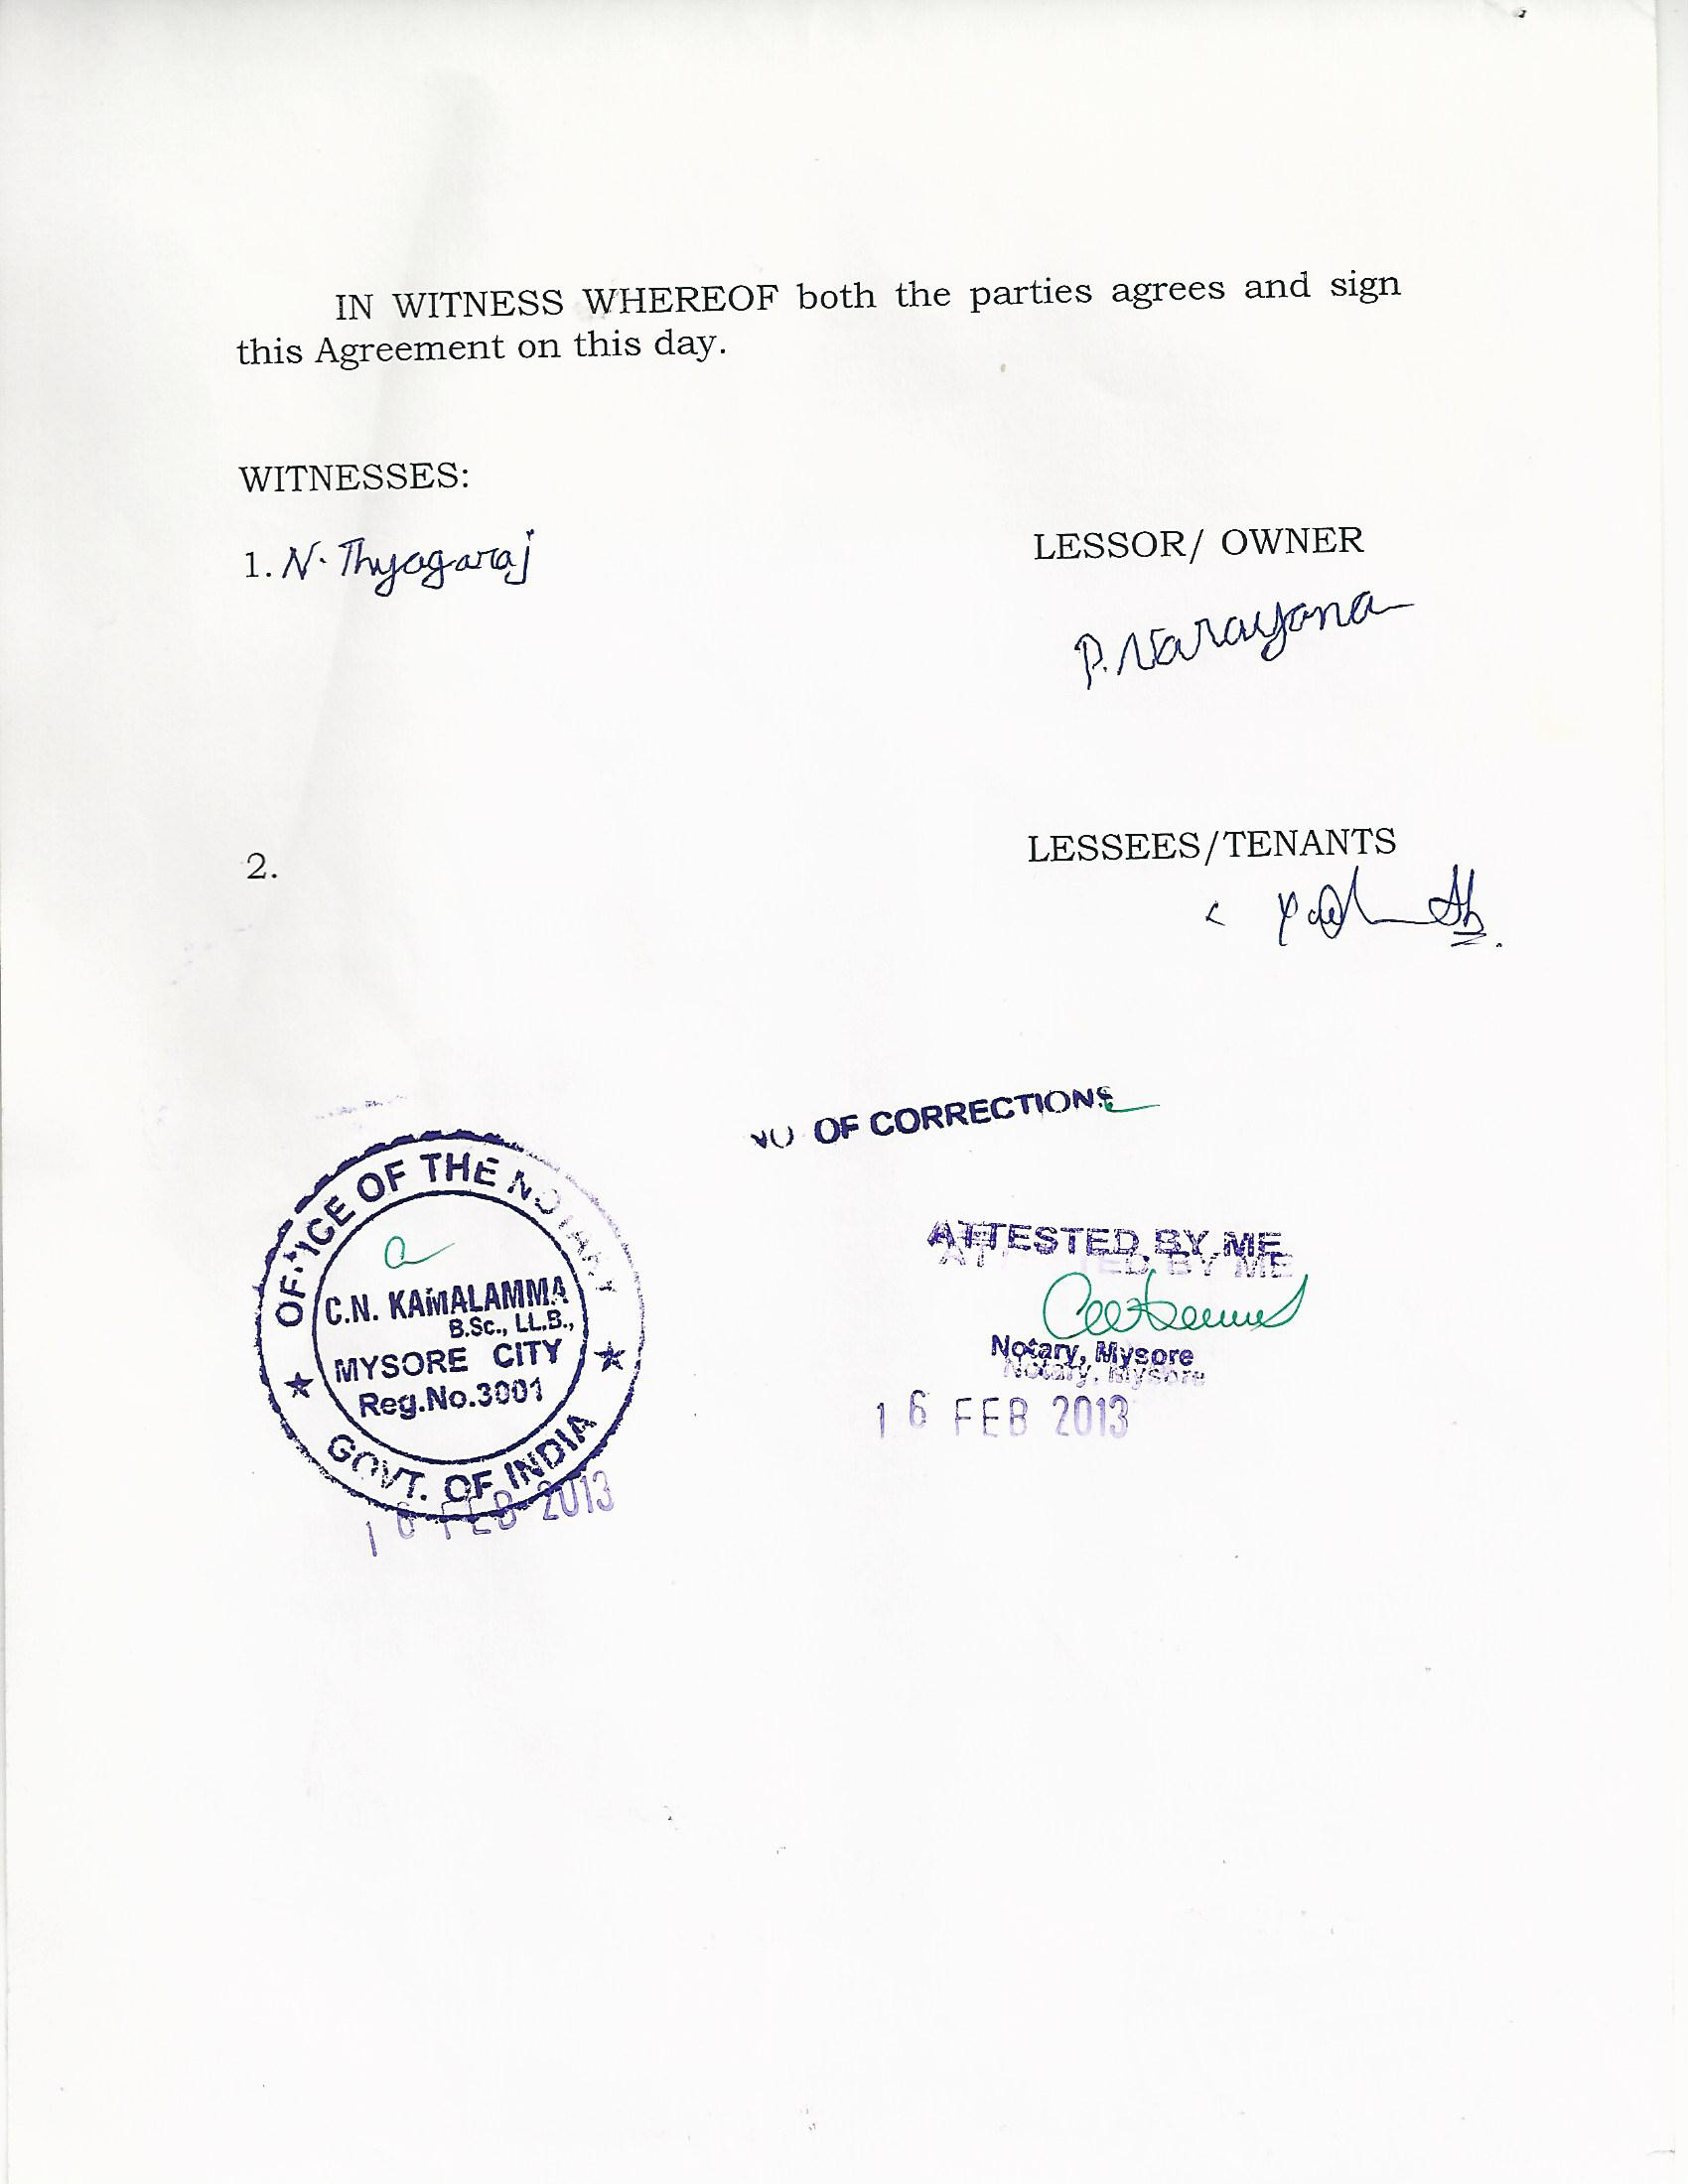 IN WITNESS WHEREOF both the parties agrees and sign
this Agreement on this day.
WITNESSES:
1. N. Thyagaraj
LESSOR/ OWNER
P. Narayana
2.
LESSEES/TENANTS
NO OF CORRECTIONS
OFFICE OF THE NOTARY
C.N. KAMALAMMA
B.Sc., LL.B.,
MYSORE CITY
Reg.No.3001
GOVT. OF INDIA
16 FEB 2013
ATTESTED BY ME
Notary, Mysore
16 FEB 2013